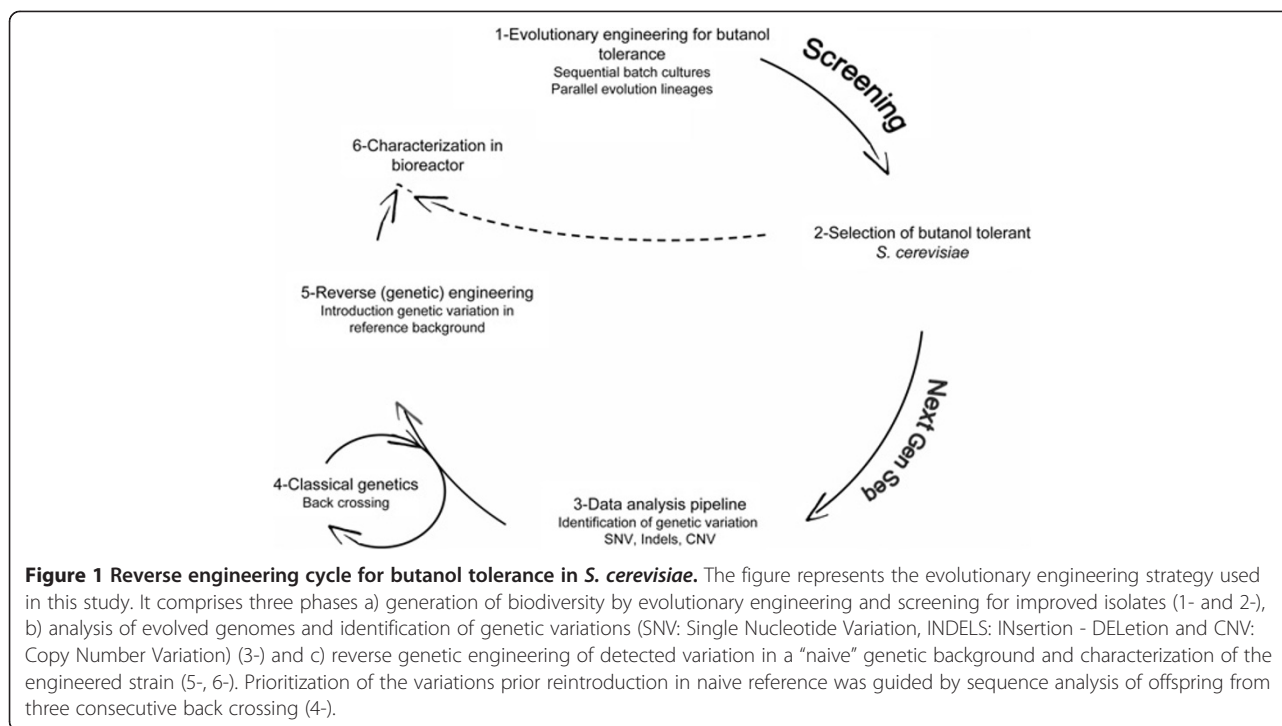 1-Evolutionary engineering for butanol
tolerance
Sequential batch cultures
Parallel evolution lineages
Screening
2-Selection of butanol tolerant
S. cerevisiae
Next Gen Seq
3-Data analysis pipeline
Identification of genetic variation
SNV, Indels, CNV
4-Classical genetics
Back crossing
5-Reverse (genetic) engineering
Introduction genetic variation in
reference background
6-Characterization in
bioreactor
Figure 1 Reverse engineering cycle for butanol tolerance in S. cerevisiae. The figure represents the evolutionary engineering strategy used
in this study. It comprises three phases a) generation of biodiversity by evolutionary engineering and screening for improved isolates (1- and 2-),
b) analysis of evolved genomes and identification of genetic variations (SNV: Single Nucleotide Variation, INDELS: INsertion - DELetion and CNV:
Copy Number Variation) (3-) and c) reverse genetic engineering of detected variation in a “naive” genetic background and characterization of the
engineered strain (5-, 6-). Prioritization of the variations prior reintroduction in naive reference was guided by sequence analysis of offspring from
three consecutive back crossing (4-).